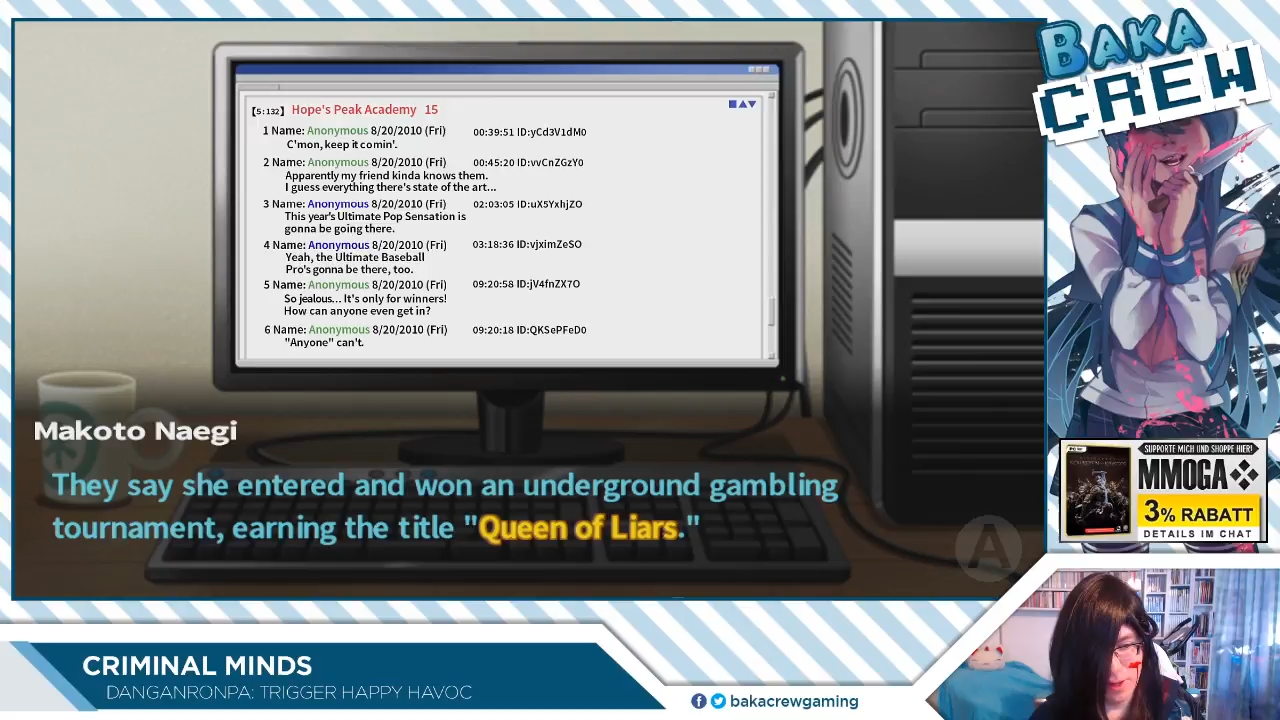 BAKA
CREW
【5:132】 Hope's Peak Academy 15
1 Name: Anonymous 8/20/2010 (Fri) 00:39:51 ID:yCd3V1dM0
C'mon, keep it comin'.
2 Name: Anonymous 8/20/2010 (Fri) 00:45:20 ID:vvCnZGzY0
Apparently my friend kinda knows them.
I guess everything there's state of the art...
3 Name: Anonymous 8/20/2010 (Fri) 02:03:05 ID:uX5YxhjZO
This year's Ultimate Pop Sensation is
gonna be going there.
4 Name: Anonymous 8/20/2010 (Fri) 03:18:36 ID:vjximZeSO
Yeah, the Ultimate Baseball
Pro's gonna be there, too.
5 Name: Anonymous 8/20/2010 (Fri) 09:20:58 ID:jV4fnZX7O
So jealous... It's only for winners!
How can anyone even get in?
6 Name: Anonymous 8/20/2010 (Fri) 09:20:18 ID:QKSePFeD0
"Anyone" can't.
Makoto Naegi
They say she entered and won an underground gambling
tournament, earning the title "Queen of Liars."
A
SUPPORTE MICH UND SHOPPE HIER!
MMOGA
3% RABATT
DETAILS IM CHAT
CRIMINAL MINDS
DANGANRONPA: TRIGGER HAPPY HAVOC
bakacrewgaming